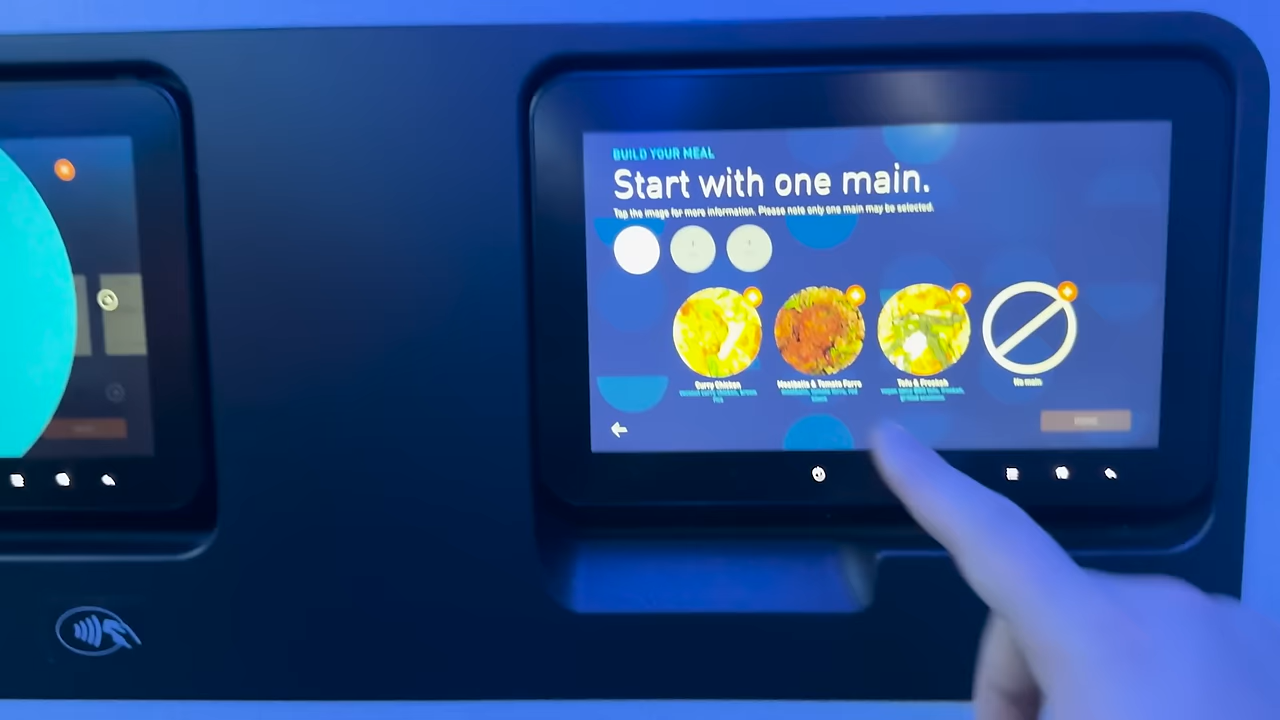 BUILD YOUR MEAL
Start with one main.
Tap the image for more information. Please note only one main may be selected.
Curry Chicken
Meatballs & Tomato Farro
Tofu & Freekeh
No main